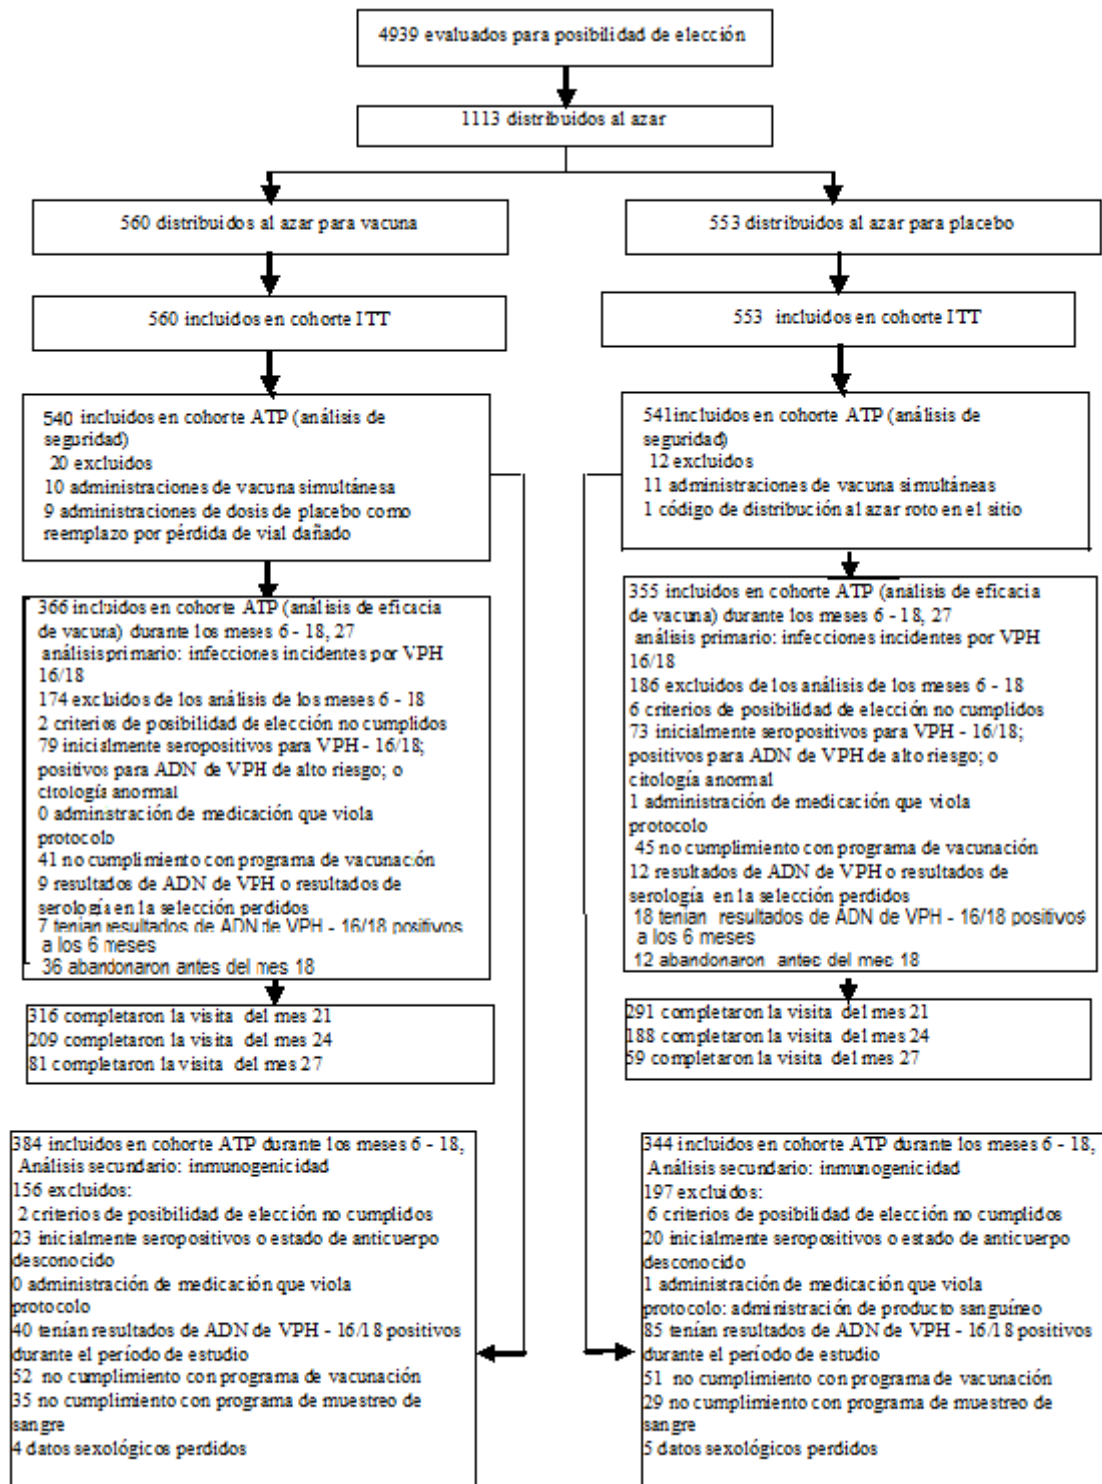 4939 evaluados para posibilidad de elección
1113 distribuidos al azar
560 distribuidos al azar para vacuna
553 distribuidos al azar para placebo
560 incluidos en cohorte ITT
553 incluidos en cohorte ITT
540 incluidos en cohorte ATP (análisis de
seguridad)
20 excluidos
10 administraciones de vacuna simultánesa
9 administraciones de dosis de placebo como
reemplazo por pérdida de vial dañado
541incluidos en cohorte ATP (análisis de
seguridad)
12 excluidos
11 administraciones de vacuna simultáneas
1 código de distribución al azar roto en el sitio
366 incluidos en cohorte ATP (análisis de eficacia
de vacuna) durante los meses 6 - 18, 27
análisis primario: infecciones incidentes por VPH
16/18
174 excluidos de los análisis de los meses 6 - 18
2 criterios de posibilidad de elección no cumplidos
79 inicialmente seropositivos para VPH - 16/18;
positivos para ADN de VPH de alto riesgo; o
citología anormal
0 adminstración de medicación que viola
protocolo
41 no cumplimiento con programa de vacunación
9 resultados de ADN de VPH o resultados de
serología en la selección perdidos
7 tenían resultados de ADN de VPH - 16/18 positivos
a los 6 meses
36 abandonaron antes del mes 18
355 incluidos en cohorte ATP (análisis de eficacia
de vacuna) durante los meses 6 - 18, 27
análisis primario: infecciones incidentes por VPH
16/18
186 excluidos de los análisis de los meses 6 - 18
6 criterios de posibilidad de elección no cumplidos
73 inicialmente seropositivos para VPH - 16/18;
positivos para ADN de VPH de alto riesgo; o
citología anormal
1 administración de medicación que viola
protocolo
45 no cumplimiento con programa de vacunación
12 resultados de ADN de VPH o resultados de
serología en la selección perdidos
18 tenían resultados de ADN de VPH - 16/18 positivos
a los 6 meses
12 abandonaron antes del mes 18
316 completaron la visita del mes 21
209 completaron la visita del mes 24
81 completaron la visita del mes 27
291 completaron la visita del mes 21
188 completaron la visita del mes 24
59 completaron la visita del mes 27
384 incluidos en cohorte ATP durante los meses 6 - 18,
Análisis secundario: inmunogenicidad
156 excluidos:
2 criterios de posibilidad de elección no cumplidos
23 inicialmente seropositivos o estado de anticuerpo
desconocido
0 administración de medicación que viola
protocolo
40 tenían resultados de ADN de VPH - 16/18 positivos
durante el período de estudio
52 no cumplimiento con programa de vacunación
35 no cumplimiento con programa de muestreo de
sangre
4 datos sexológicos perdidos
344 incluidos en cohorte ATP durante los meses 6 - 18,
Análisis secundario: inmunogenicidad
197 excluidos:
6 criterios de posibilidad de elección no cumplidos
20 inicialmente seropositivos o estado de anticuerpo
desconocido
1 administración de medicación que viola
protocolo: administración de producto sanguíneo
85 tenían resultados de ADN de VPH - 16/18 positivos
durante el período de estudio
51 no cumplimiento con programa de vacunación
29 no cumplimiento con programa de muestreo de
sangre
5 datos sexológicos perdidos